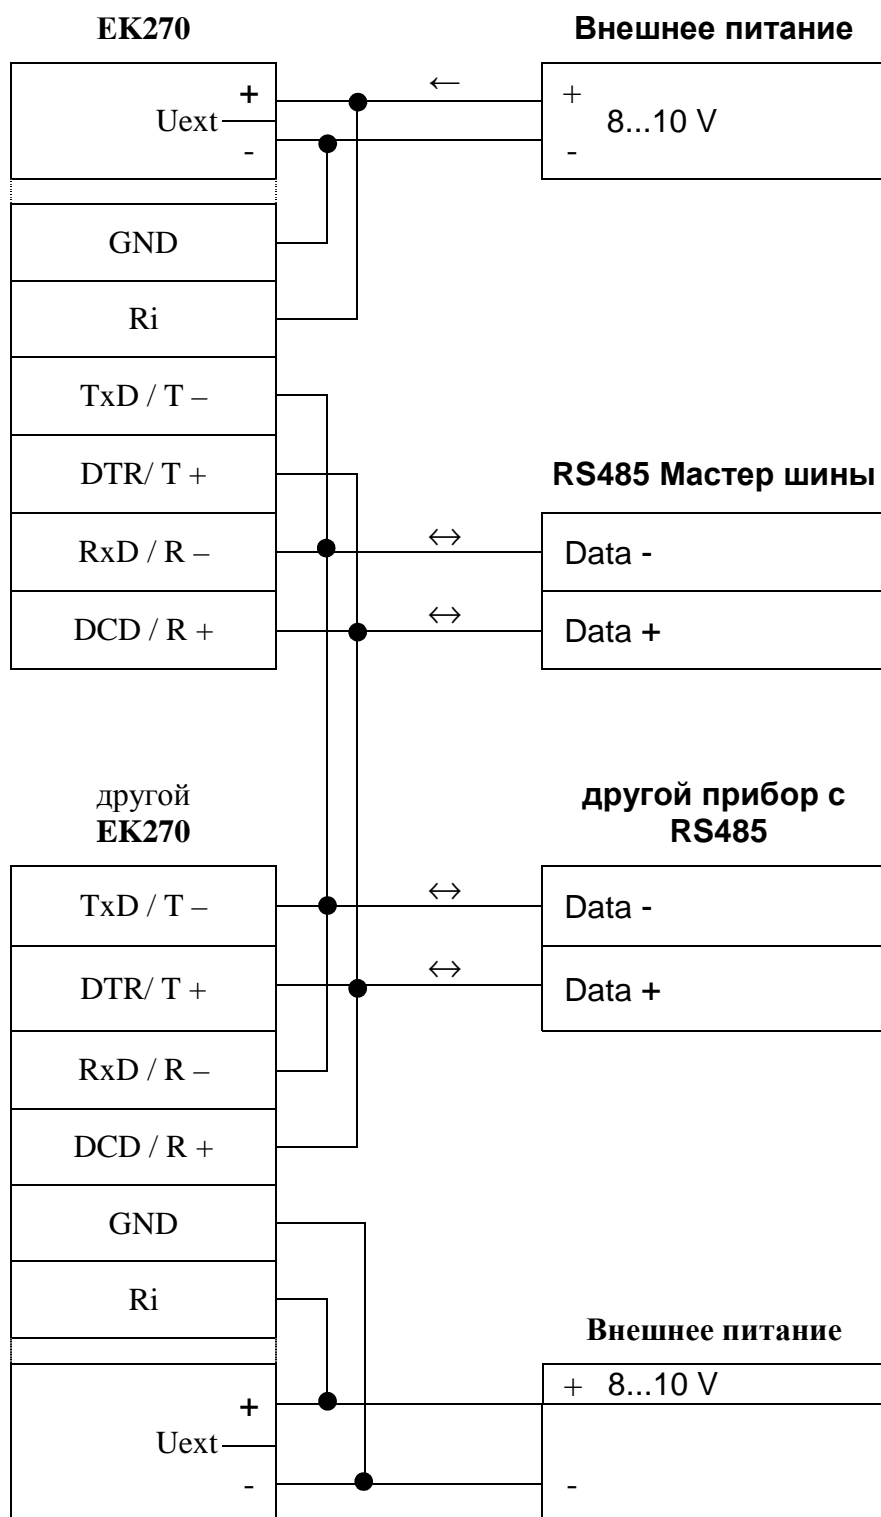 EK270
Внешнее питание
+
Uext
-
←
+
8...10 V
-
GND
Ri
TxD / T –
DTR/ T +
RxD / R –
DCD / R +
RS485 Мастер шины
↔
Data -
↔
Data +
другой
EK270
другой прибор с
RS485
TxD / T –
DTR/ T +
RxD / R –
DCD / R +
GND
Ri
↔
Data -
↔
Data +
Внешнее питание
+
Uext
-
+ 8...10 V
-